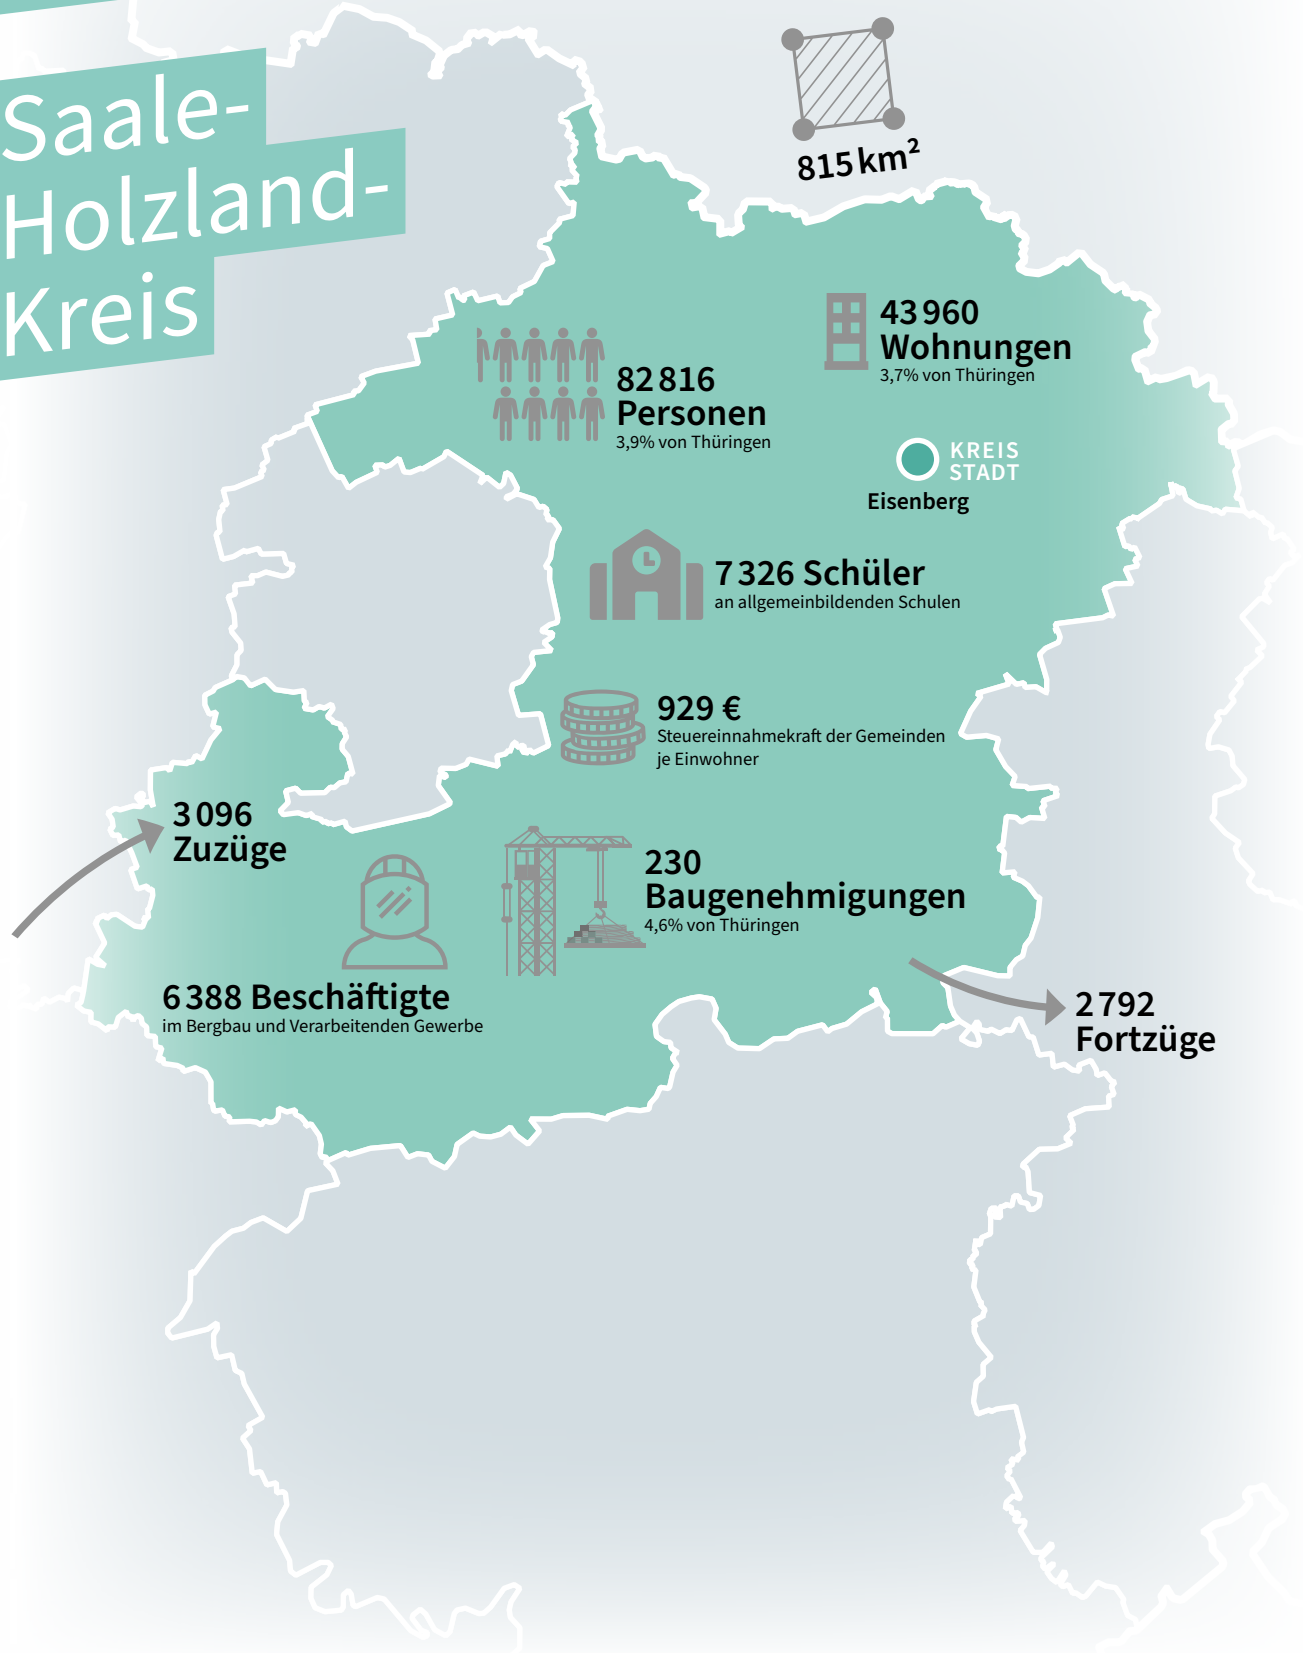 Saale-
Holzland-
Kreis
815 km²
43 960
Wohnungen
3,7% von Thüringen
82 816
Personen
3,9% von Thüringen
KREIS
STADT
Eisenberg
7 326 Schüler
an allgemeinbildenden Schulen
929 €
Steuereinnahmekraft der Gemeinden
je Einwohner
3 096
Zuzüge
230
Baugenehmigungen
4,6% von Thüringen
6 388 Beschäftigte
im Bergbau und Verarbeitenden Gewerbe
2 792
Fortzüge